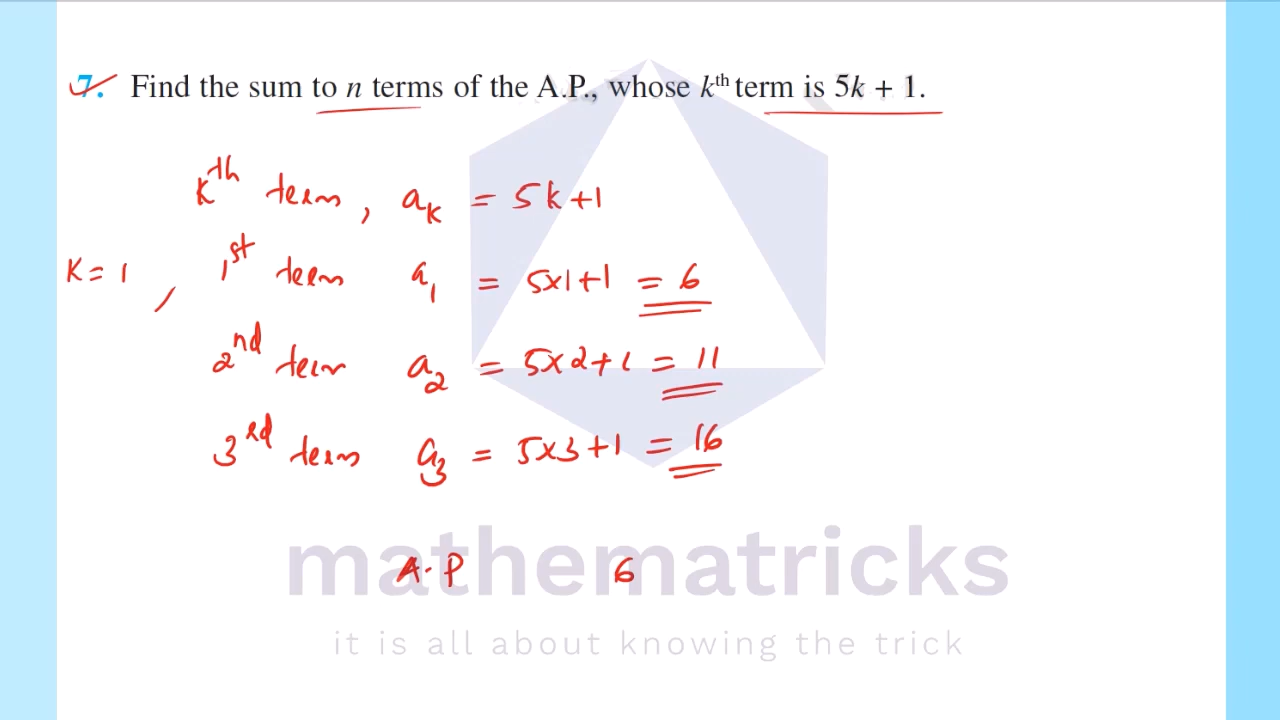 7. Find the sum to n terms of the A.P., whose kth term is 5k + 1.
kth term, ak = 5k+1
K=1, 1st term a1 = 5x1+1 = 6
2nd term a2 = 5x2+1 = 11
3rd term a3 = 5x3+1 = 16
A.P 6
mathematricks
it is all about knowing the trick